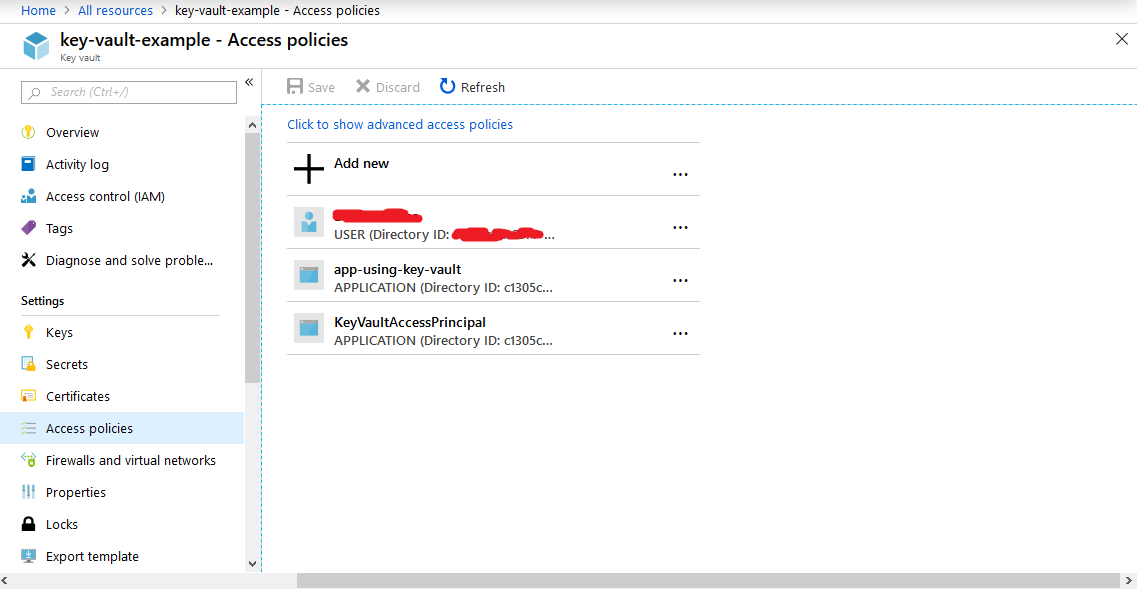 Home > All resources > key-vault-example - Access policies
key-vault-example - Access policies
Key vault
Search (Ctrl+/)
«
Overview
Activity log
Access control (IAM)
Tags
Diagnose and solve proble...
Settings
Keys
Secrets
Certificates
Access policies
Firewalls and virtual networks
Properties
Locks
Export template
Save Discard Refresh
Click to show advanced access policies
Add new
...
USER (Directory ID: ...
...
app-using-key-vault
APPLICATION (Directory ID: c1305c...
...
KeyVaultAccessPrincipal
APPLICATION (Directory ID: c1305c...
...